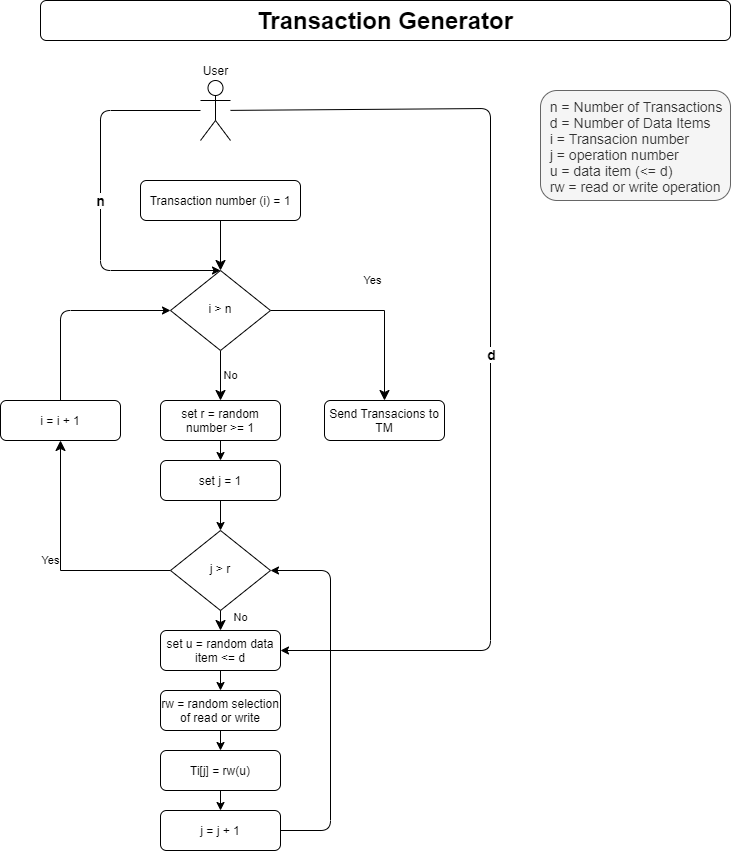 Transaction Generator
User
n = Number of Transactions
d = Number of Data Items
i = Transacion number
j = operation number
u = data item (<= d)
rw = read or write operation
n
Transaction number (i) = 1
Yes
i > n
d
No
i = i + 1
set r = random
number >= 1
Send Transacions to
TM
set j = 1
Yes
j > r
No
set u = random data
item <= d
rw = random selection
of read or write
Ti[j] = rw(u)
j = j + 1